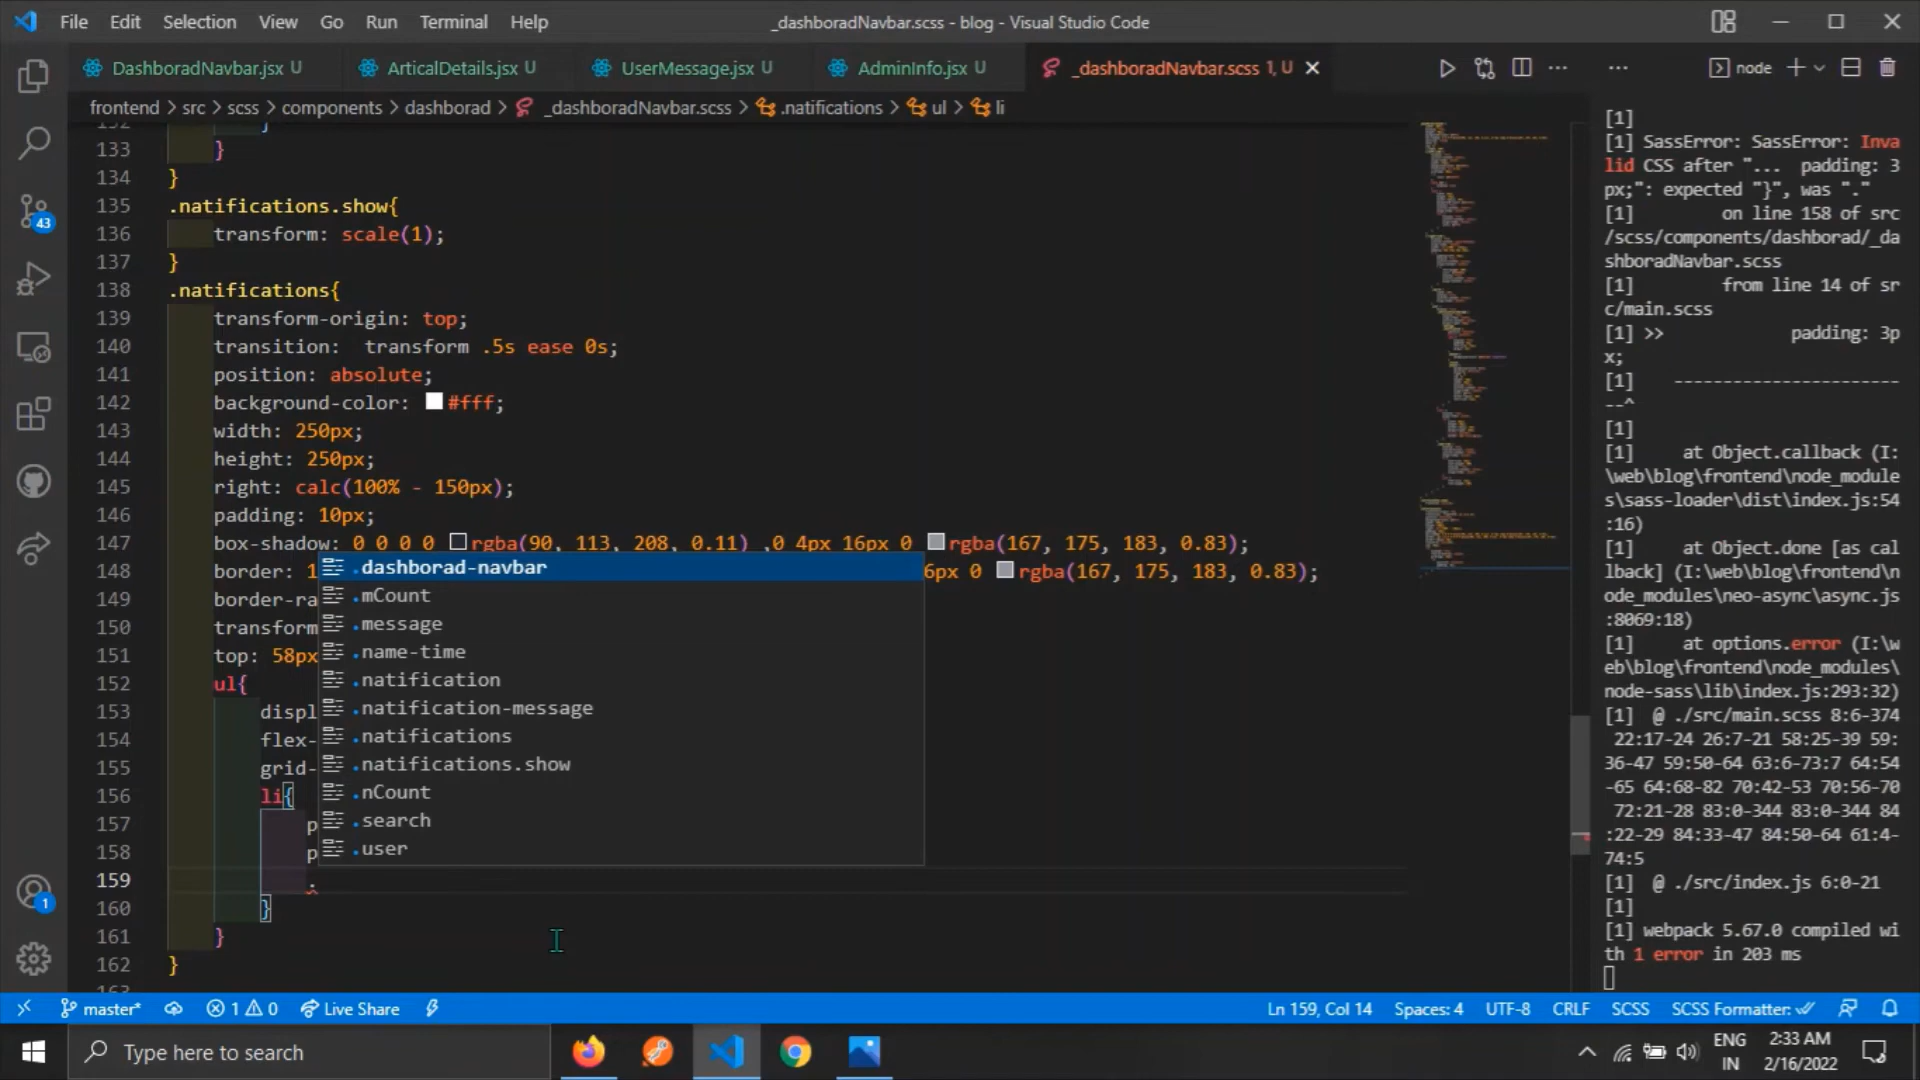 File Edit Selection View Go Run Terminal Help
_dashboradNavbar.scss - blog - Visual Studio Code
DashboradNavbar.jsx U
ArticalDetails.jsx U
UserMessage.jsx U
AdminInfo.jsx U
_dashboradNavbar.scss 1, U
node
frontend > src > scss > components > dashborad > _dashboradNavbar.scss > .natifications > ul > li
132 }
133 }
134 }
135 .natifications.show{
136 transform: scale(1);
137 }
138 .natifications{
139 transform-origin: top;
140 transition:  transform .5s ease 0s;
141 position: absolute;
142 background-color: #fff;
143 width: 250px;
144 height: 250px;
145 right: calc(100% - 150px);
146 padding: 10px;
147 box-shadow: 0 0 0 0 rgba(90, 113, 208, 0.11) ,0 4px 16px 0 rgba(167, 175, 183, 0.83);
148 border: 1 6px 0 rgba(167, 175, 183, 0.83);
149 border-ra
150 transform
151 top: 58px
152 ul{
153 displ
154 flex-
155 grid-
156 li{
157 p
158 p
159 .
160 }
161 }
162 }
163
.dashborad-navbar
.mCount
.message
.name-time
.natification
.natification-message
.natifications
.natifications.show
.nCount
.search
.user
[1]
[1] SassError: SassError: Inva
lid CSS after "...  padding: 3
px;": expected "}", was "."
[1]         on line 158 of src
/scss/components/dashborad/_da
shboradNavbar.scss
[1]         from line 14 of sr
c/main.scss
[1] >>             padding: 3p
x;
[1]    -----------------------
--^
[1]
[1]     at Object.callback (I:
\web\blog\frontend\node_module
s\sass-loader\dist\index.js:54
:16)
[1]     at Object.done [as cal
lback] (I:\web\blog\frontend\n
ode_modules\neo-async\async.js
:8069:18)
[1]     at options.error (I:\w
eb\blog\frontend\node_modules\
node-sass\lib\index.js:293:32)
[1]  @ ./src/main.scss 8:6-374
22:17-24 26:7-21 58:25-39 59:
36-47 59:50-64 63:6-73:7 64:54
-65 64:68-82 70:42-53 70:56-70
72:21-28 83:0-344 83:0-344 84
:22-29 84:33-47 84:50-64 61:4-
74:5
[1]  @ ./src/index.js 6:0-21
[1]
[1] webpack 5.67.0 compiled wi
th 1 error in 203 ms
43
1
master* 1 0 Live Share
Ln 159, Col 14 Spaces: 4 UTF-8 CRLF SCSS SCSS Formatter:
Type here to search
ENG
IN
2:33 AM
2/16/2022